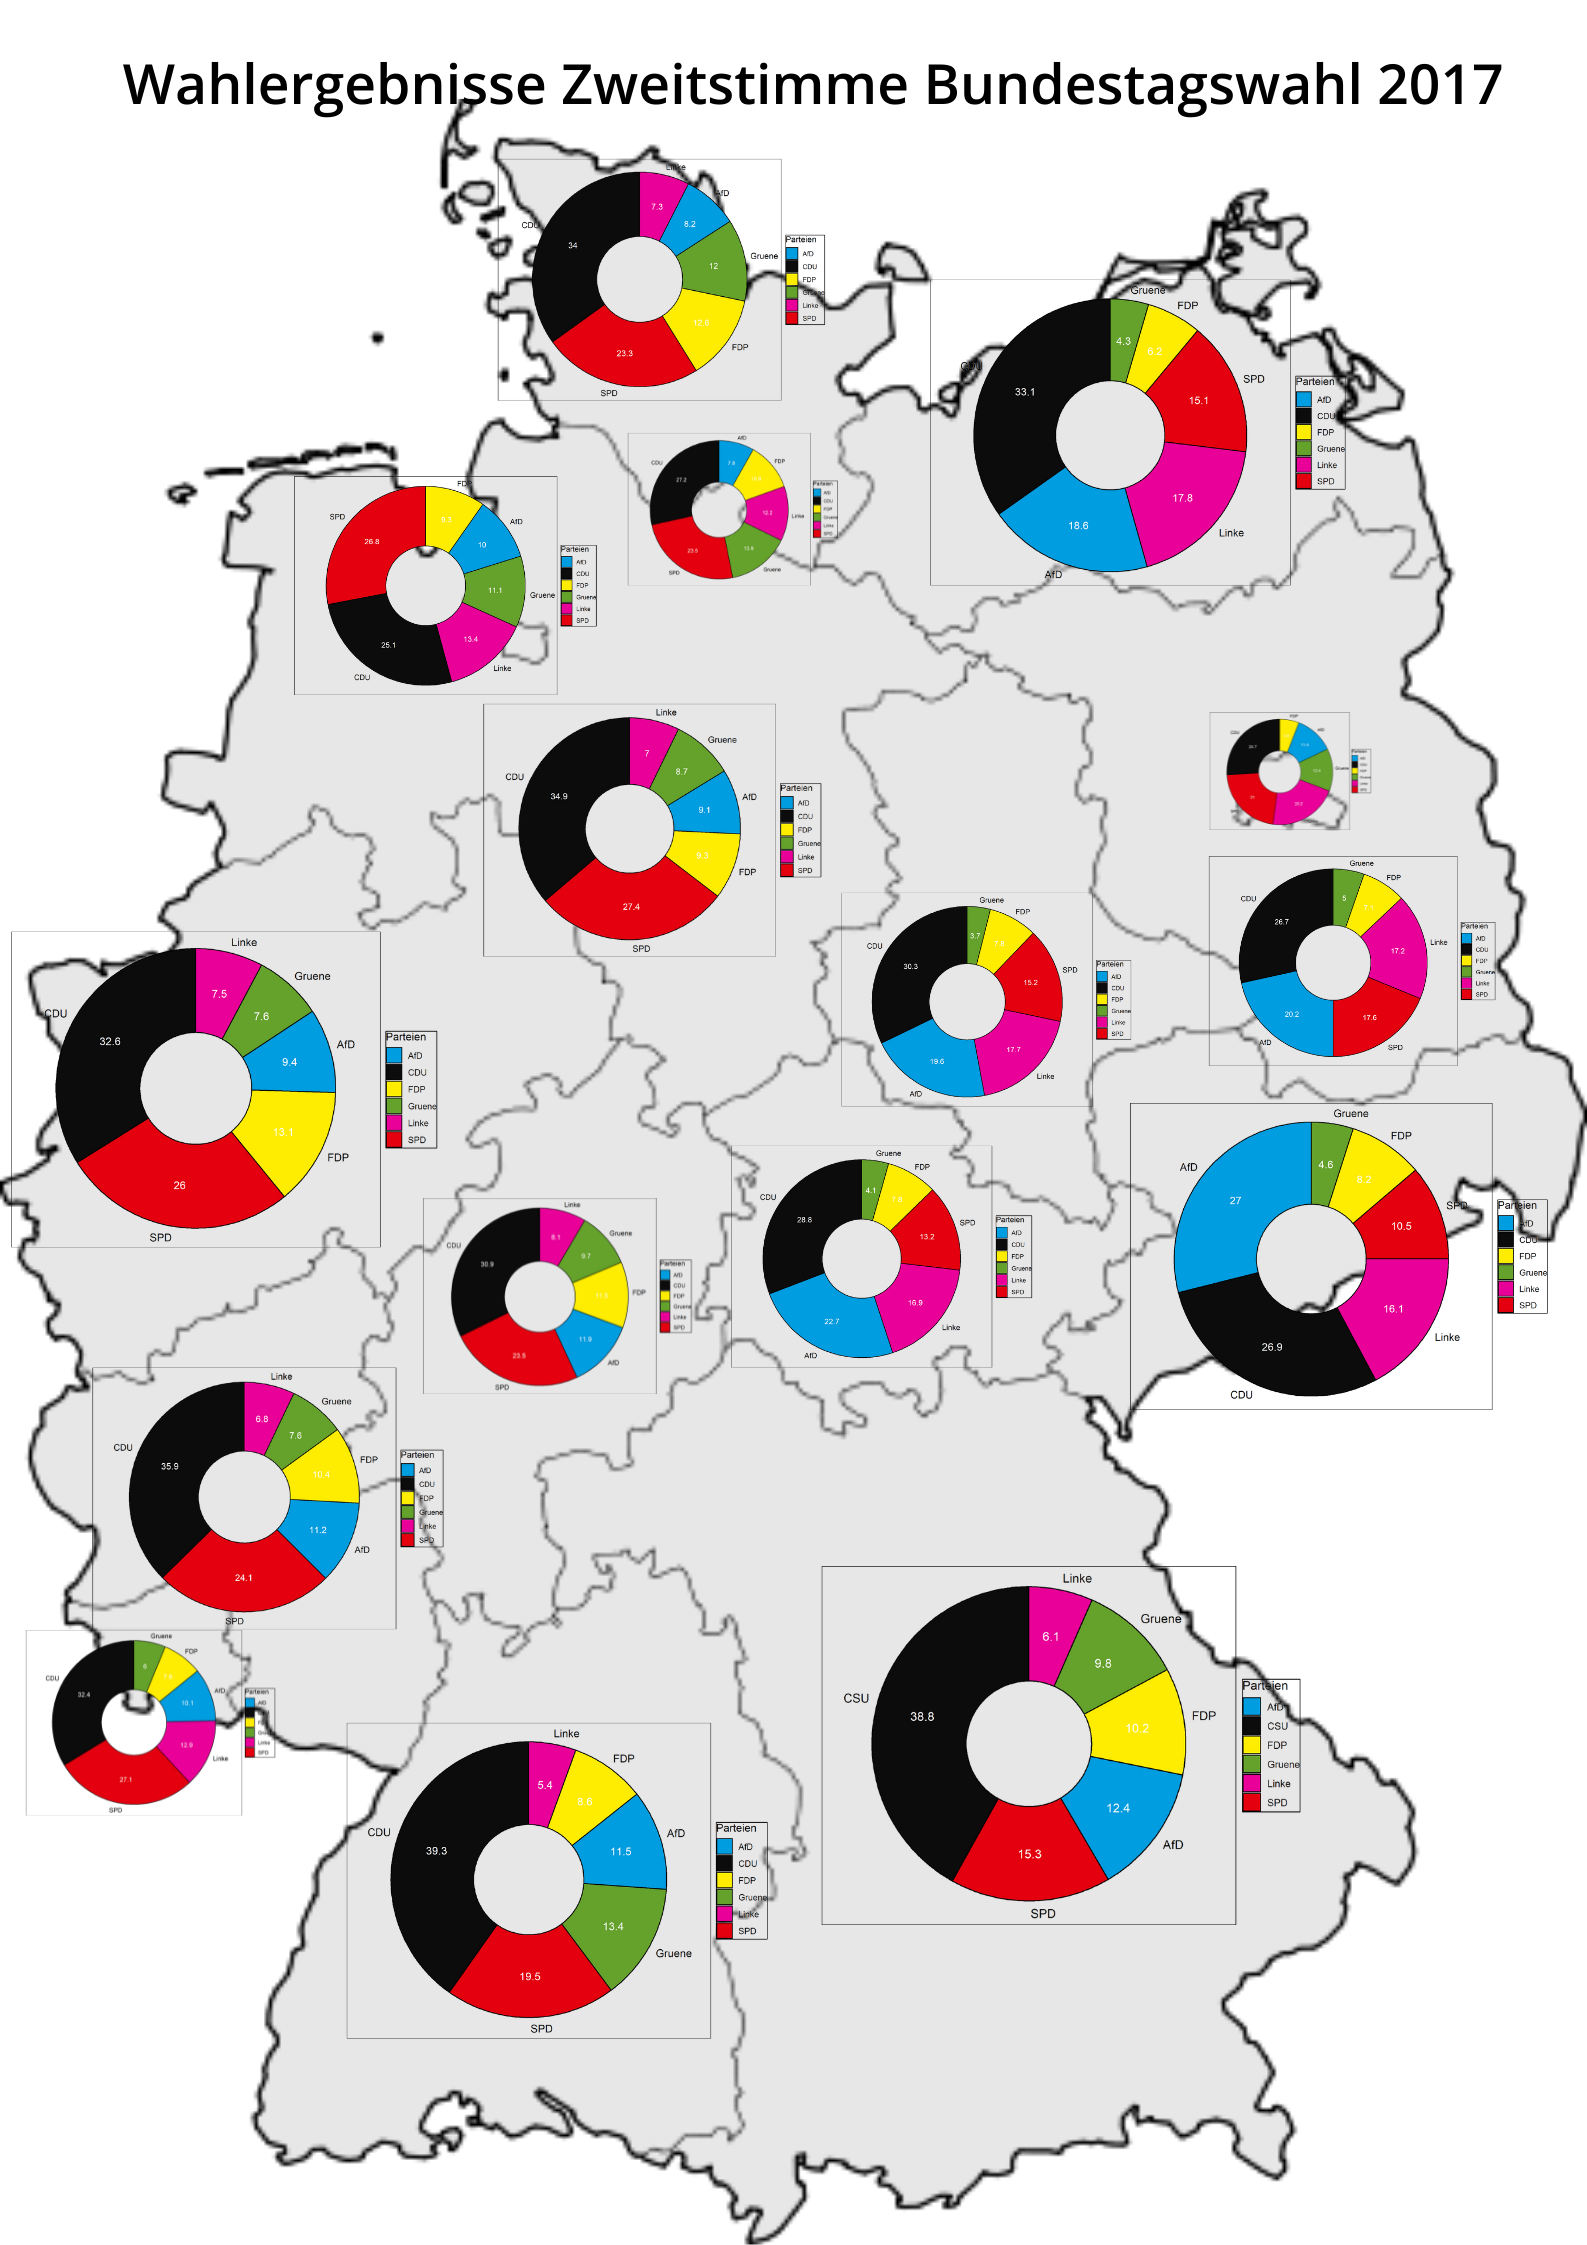 Wahlergebnisse Zweitstimme Bundestagswahl 2017
Linke
AfD
CDU
Gruene
FDP
SPD
7.3
8.2
34
12
12.6
23.3
Parteien
AfD
CDU
FDP
Gruene
Linke
SPD
Gruene
FDP
CDU
SPD
Linke
AfD
4.3
6.2
33.1
15.1
17.8
18.6
Parteien
AfD
CDU
FDP
Gruene
Linke
SPD
AfD
FDP
CDU
Linke
Gruene
SPD
7.8
27.2
12.2
13.9
23.5
Parteien
AfD
CDU
FDP
Gruene
Linke
SPD
FDP
SPD
AfD
Gruene
Linke
CDU
9.3
26.8
10
11.1
13.4
25.1
Parteien
AfD
CDU
FDP
Gruene
Linke
SPD
Linke
Gruene
CDU
AfD
FDP
SPD
7
8.7
34.9
9.1
9.3
27.4
Parteien
AfD
CDU
FDP
Gruene
Linke
SPD
FDP
AfD
CDU
Gruene
Parteien
Gruene
FDP
CDU
Linke
SPD
AfD
5
7.1
26.7
17.2
17.6
20.2
Parteien
AfD
CDU
FDP
Gruene
Linke
SPD
Gruene
FDP
CDU
SPD
Linke
AfD
3.7
7.8
30.3
15.2
17.7
19.6
Parteien
AfD
CDU
FDP
Gruene
Linke
SPD
Linke
Gruene
CDU
AfD
FDP
SPD
7.5
7.6
32.6
9.4
13.1
26
Parteien
AfD
CDU
FDP
Gruene
Linke
SPD
Gruene
FDP
AfD
SPD
Linke
CDU
4.6
8.2
27
10.5
16.1
26.9
Parteien
AfD
CDU
FDP
Gruene
Linke
SPD
Gruene
FDP
CDU
SPD
Linke
AfD
4.1
7.8
28.8
13.2
16.9
22.7
Parteien
AfD
CDU
FDP
Gruene
Linke
SPD
Linke
Gruene
CDU
FDP
AfD
SPD
8.1
9.7
30.9
11.9
23.5
Parteien
AfD
CDU
FDP
Gruene
Linke
SPD
Linke
Gruene
CDU
FDP
AfD
SPD
6.8
7.6
35.9
10.4
11.2
24.1
Parteien
AfD
CDU
FDP
Gruene
Linke
SPD
Gruene
FDP
CDU
AfD
Linke
SPD
6
7.6
32.4
10.1
12.9
27.1
Parteien
AfD
FDP
Gruene
Linke
SPD
Linke
Gruene
CSU
FDP
AfD
SPD
6.1
9.8
38.8
10.2
12.4
15.3
Parteien
AfD
CSU
FDP
Gruene
Linke
SPD
Linke
FDP
CDU
AfD
Gruene
SPD
5.4
8.6
39.3
11.5
13.4
19.5
Parteien
AfD
CDU
FDP
Gruene
Linke
SPD